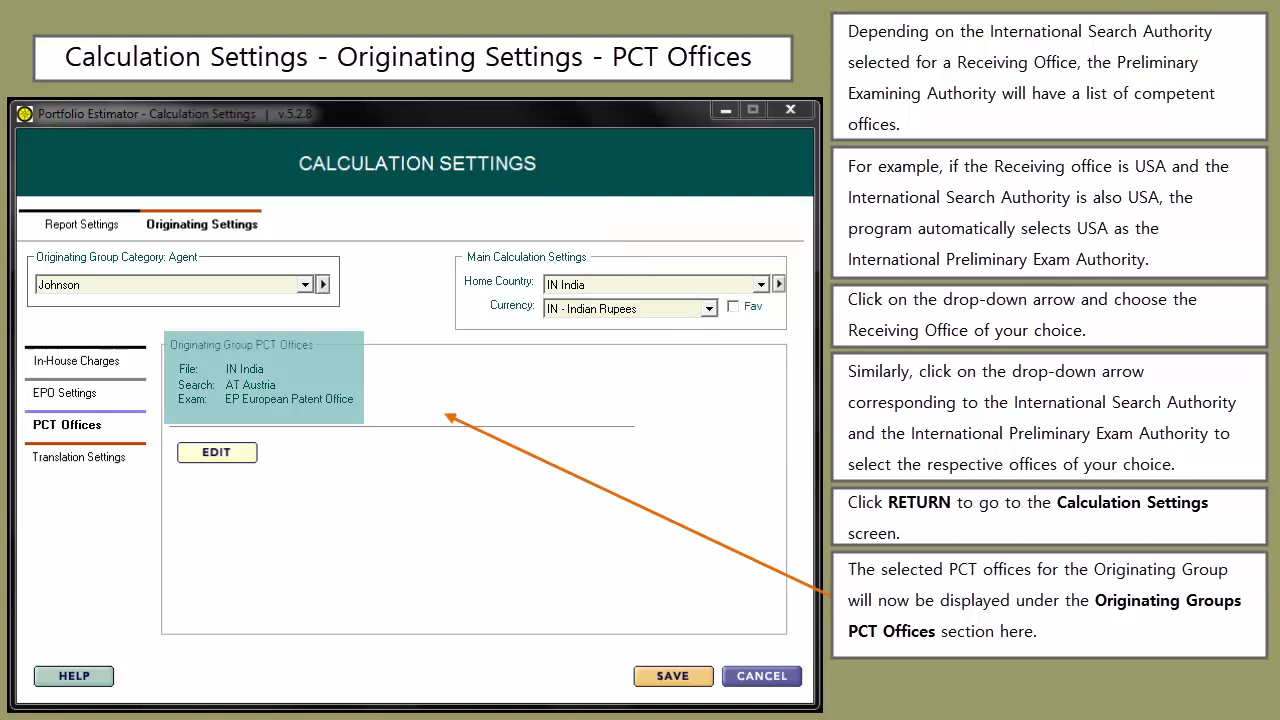 Calculation Settings - Originating Settings - PCT Offices
Portfolio Estimator - Calculation Settings | v.5.2.8
CALCULATION SETTINGS
Report Settings
Originating Settings
Originating Group Category: Agent
Johnson
Main Calculation Settings
Home Country:
IN India
Currency:
IN - Indian Rupees
Fav
In-House Charges
EPO Settings
PCT Offices
Translation Settings
Originating Group PCT Offices
File: IN India
Search: AT Austria
Exam: EP European Patent Office
EDIT
HELP
SAVE
CANCEL
Depending on the International Search Authority
selected for a Receiving Office, the Preliminary
Examining Authority will have a list of competent
offices.
For example, if the Receiving office is USA and the
International Search Authority is also USA, the
program automatically selects USA as the
International Preliminary Exam Authority.
Click on the drop-down arrow and choose the
Receiving Office of your choice.
Similarly, click on the drop-down arrow
corresponding to the International Search Authority
and the International Preliminary Exam Authority to
select the respective offices of your choice.
Click RETURN to go to the Calculation Settings
screen.
The selected PCT offices for the Originating Group
will now be displayed under the Originating Groups
PCT Offices section here.